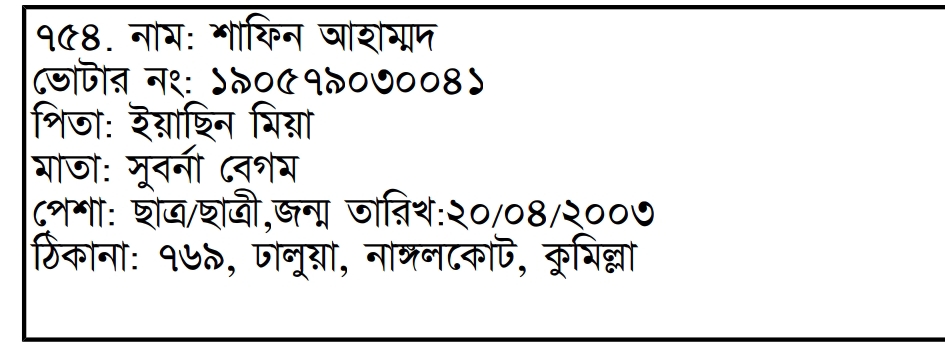 ৭৫৪. নাম: শাফিন আহাম্মদ
ভোটার নং: ১৯০৫৭৯০৩০০৪১
পিতা: ইয়াছিন মিয়া
মাতা: সুবর্না বেগম
পেশা: ছাত্র/ছাত্রী,জন্ম তারিখ:২০/০৪/২০০৩
ঠিকানা: ৭৬৯, ঢালুয়া, নাঙ্গলকোট, কুমিল্লা